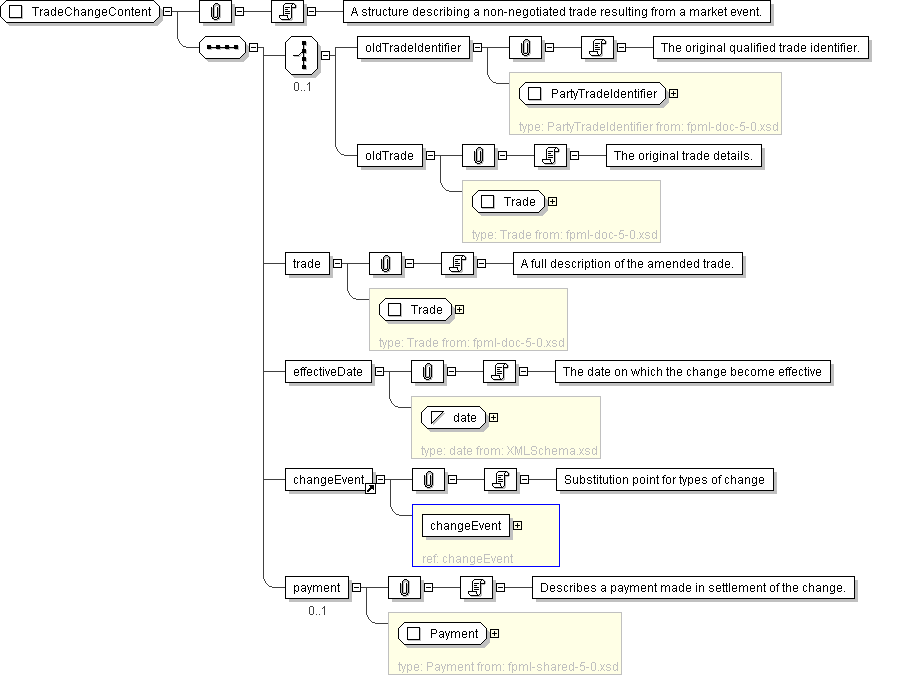 TradeChangeContent
A structure describing a non-negotiated trade resulting from a market event.
0..1
oldTradeIdentifier
The original qualified trade identifier.
PartyTradeIdentifier
type: PartyTradeIdentifier from: fpml-doc-5-0.xsd
oldTrade
The original trade details.
Trade
type: Trade from: fpml-doc-5-0.xsd
trade
A full description of the amended trade.
Trade
type: Trade from: fpml-doc-5-0.xsd
effectiveDate
The date on which the change become effective
date
type: date from: XMLSchema.xsd
changeEvent
Substitution point for types of change
changeEvent
ref: changeEvent
payment
Describes a payment made in settlement of the change.
0..1
Payment
type: Payment from: fpml-shared-5-0.xsd